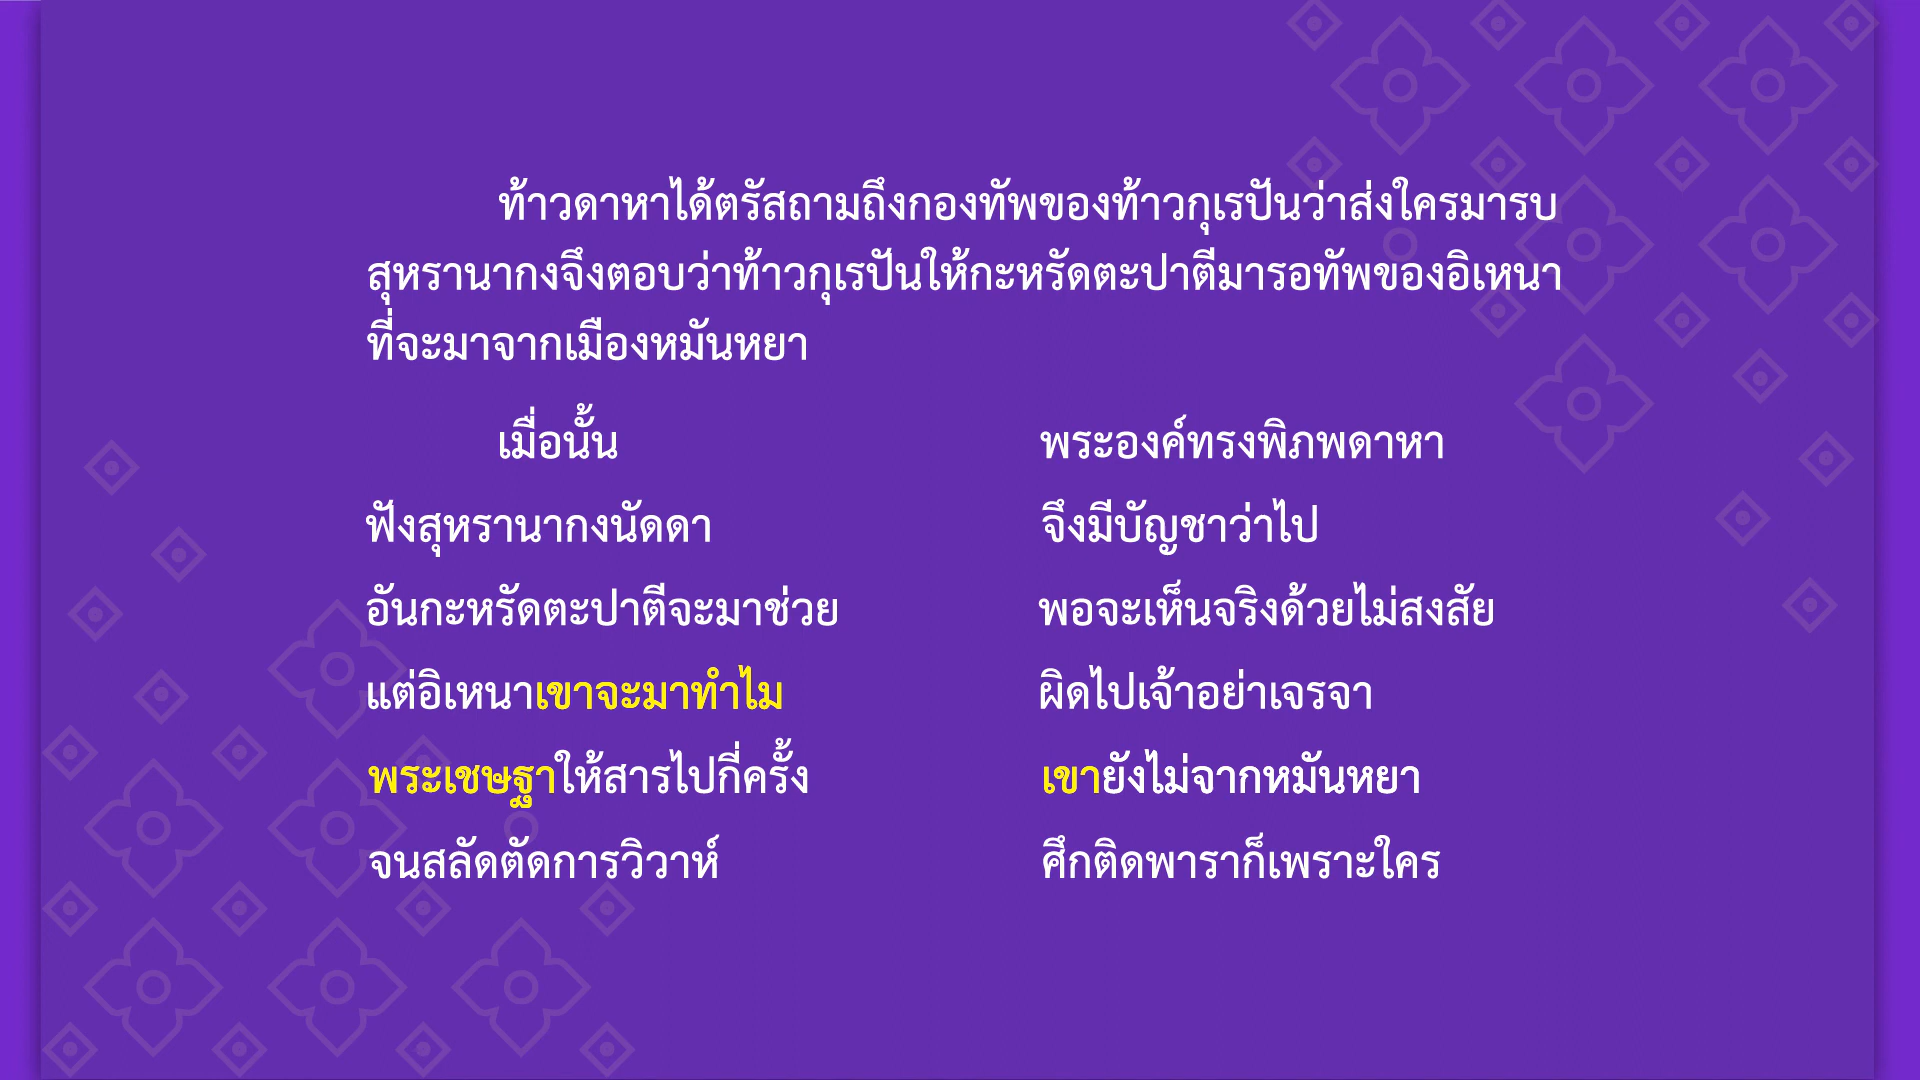 ท้าวดาหาได้ตรัสถามถึงกองทัพของท้าวกุเรปันว่าส่งใครมารบ
สุหรานากงจึงตอบว่าท้าวกุเรปันให้กะหรัดตะปาตีมารอทัพของอิเหนา
ที่จะมาจากเมืองหมันหยา
เมื่อนั้น พระองค์ทรงพิภพดาหา
ฟังสุหรานากงนัดดา จึงมีบัญชาว่าไป
อันกะหรัดตะปาตีจะมาช่วย พอจะเห็นจริงด้วยไม่สงสัย
แต่อิเหนาเขาจะมาทำไม ผิดไปเจ้าอย่าเจรจา
พระเชษฐาให้สารไปกี่ครั้ง เขายังไม่จากหมันหยา
จนสลัดตัดการวิวาห์ ศึกติดพาราก็เพราะใคร